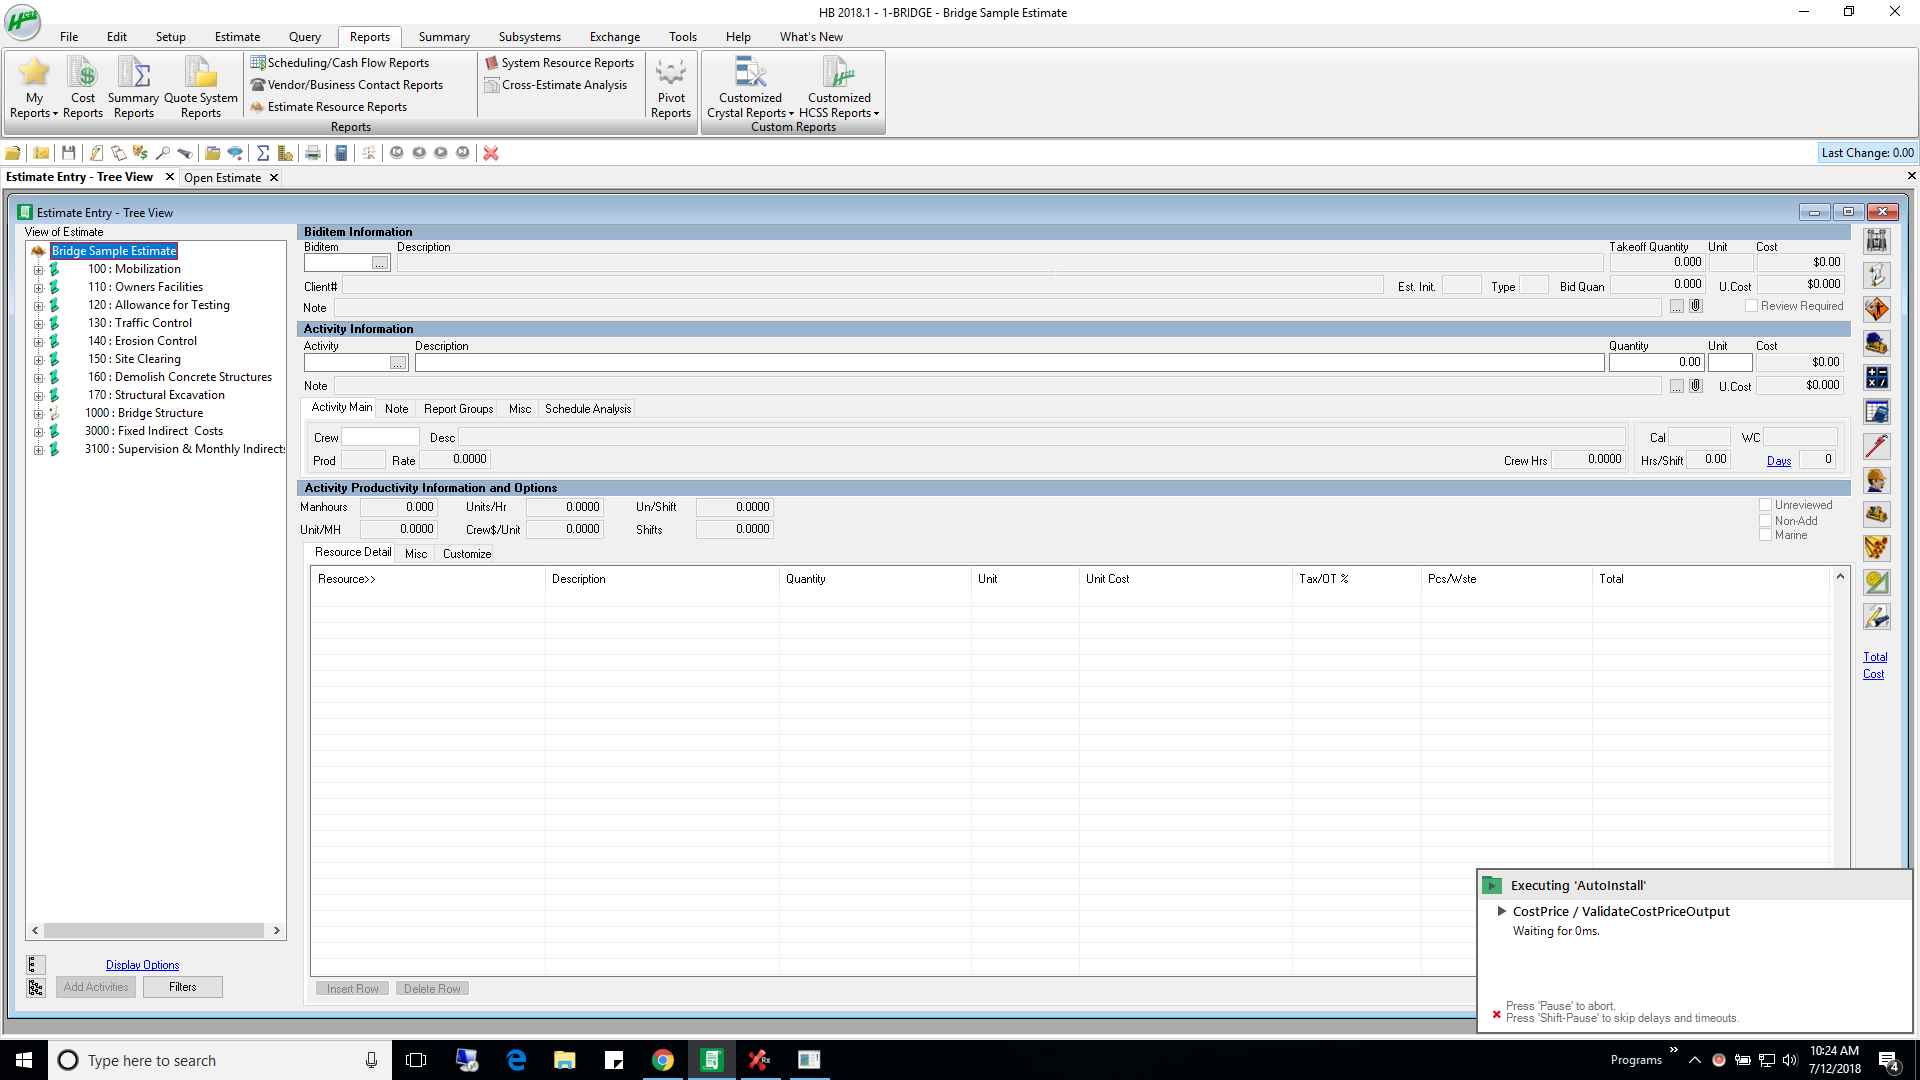 HB 2018.1 - 1-BRIDGE - Bridge Sample Estimate
File Edit Setup Estimate Query Reports Summary Subsystems Exchange Tools Help What's New
My Reports
Cost Reports
Summary Reports
Quote System Reports
Scheduling/Cash Flow Reports
Vendor/Business Contact Reports
Estimate Resource Reports
System Resource Reports
Cross-Estimate Analysis
Pivot Reports
Customized Crystal Reports
Customized HCSS Reports
Reports
Custom Reports
Last Change: 0.00
Estimate Entry - Tree View
Open Estimate
Estimate Entry - Tree View
View of Estimate
Bridge Sample Estimate
100 : Mobilization
110 : Owners Facilities
120 : Allowance for Testing
130 : Traffic Control
140 : Erosion Control
150 : Site Clearing
160 : Demolish Concrete Structures
170 : Structural Excavation
1000 : Bridge Structure
3000 : Fixed Indirect Costs
3100 : Supervision & Monthly Indirects
Display Options
Add Activities
Filters
Biditem Information
Biditem Description Takeoff Quantity Unit Cost
... 0.000 $0.00
Client# Est. Init. Type Bid Quan 0.000 U.Cost $0.000
Note ... Review Required
Activity Information
Activity Description Quantity Unit Cost
... 0.00 $0.00
Note ... U.Cost $0.000
Activity Main Note Report Groups Misc Schedule Analysis
Crew Desc Cal WC
Prod Rate 0.0000 Crew Hrs 0.0000 Hrs/Shift 0.00 Days 0
Activity Productivity Information and Options
Manhours 0.000 Units/Hr 0.0000 Un/Shift 0.0000 Unreviewed
Non-Add
Unit/MH 0.0000 Crew$/Unit 0.0000 Shifts 0.0000 Marine
Resource Detail Misc Customize
Resource>> Description Quantity Unit Unit Cost Tax/OT % Pcs/Wste Total
Insert Row Delete Row
Total
Cost
Executing 'AutoInstall'
CostPrice / ValidateCostPriceOutput
Waiting for 0ms.
Press 'Pause' to abort.
Press 'Shift-Pause' to skip delays and timeouts.
Type here to search
Programs
10:24 AM
7/12/2018
4